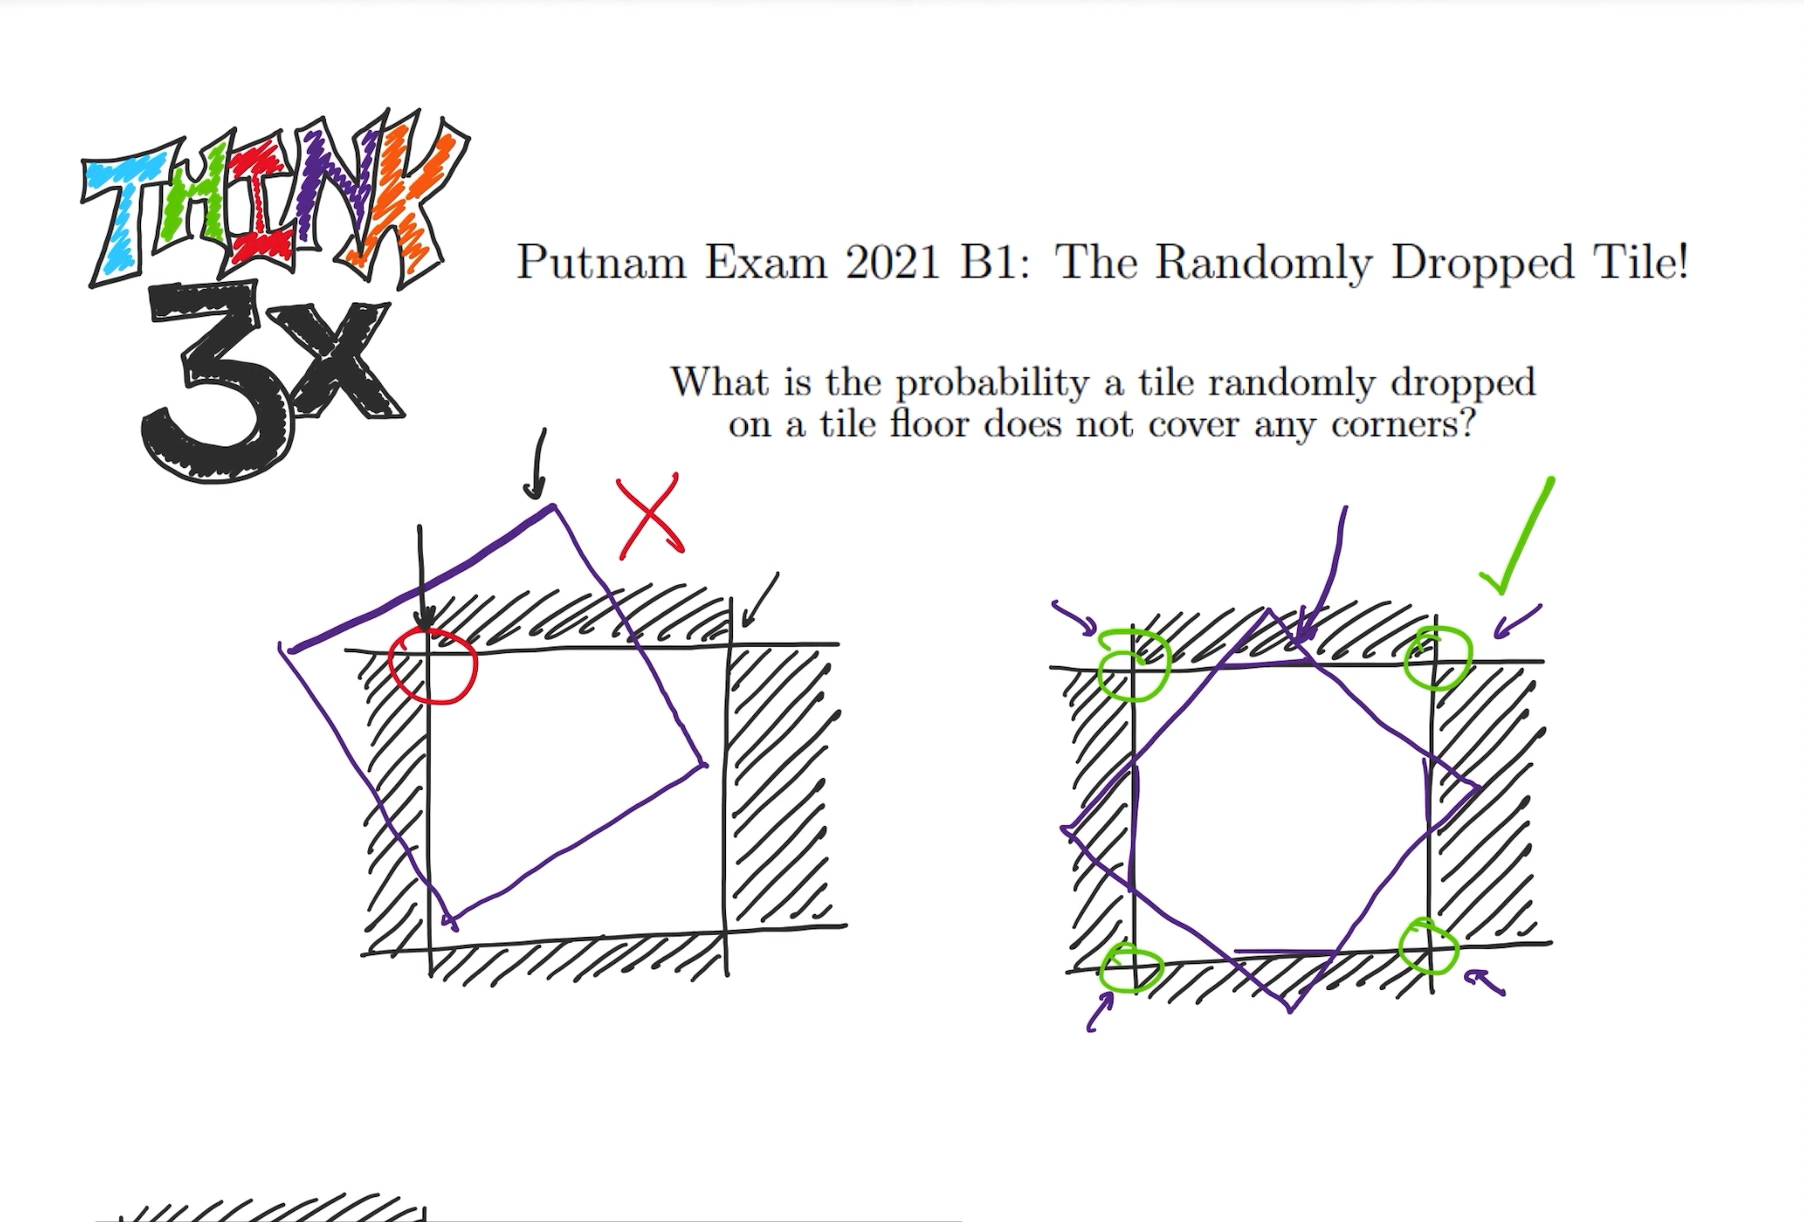 THINK
3x
Putnam Exam 2021 B1: The Randomly Dropped Tile!
What is the probability a tile randomly dropped
on a tile floor does not cover any corners?